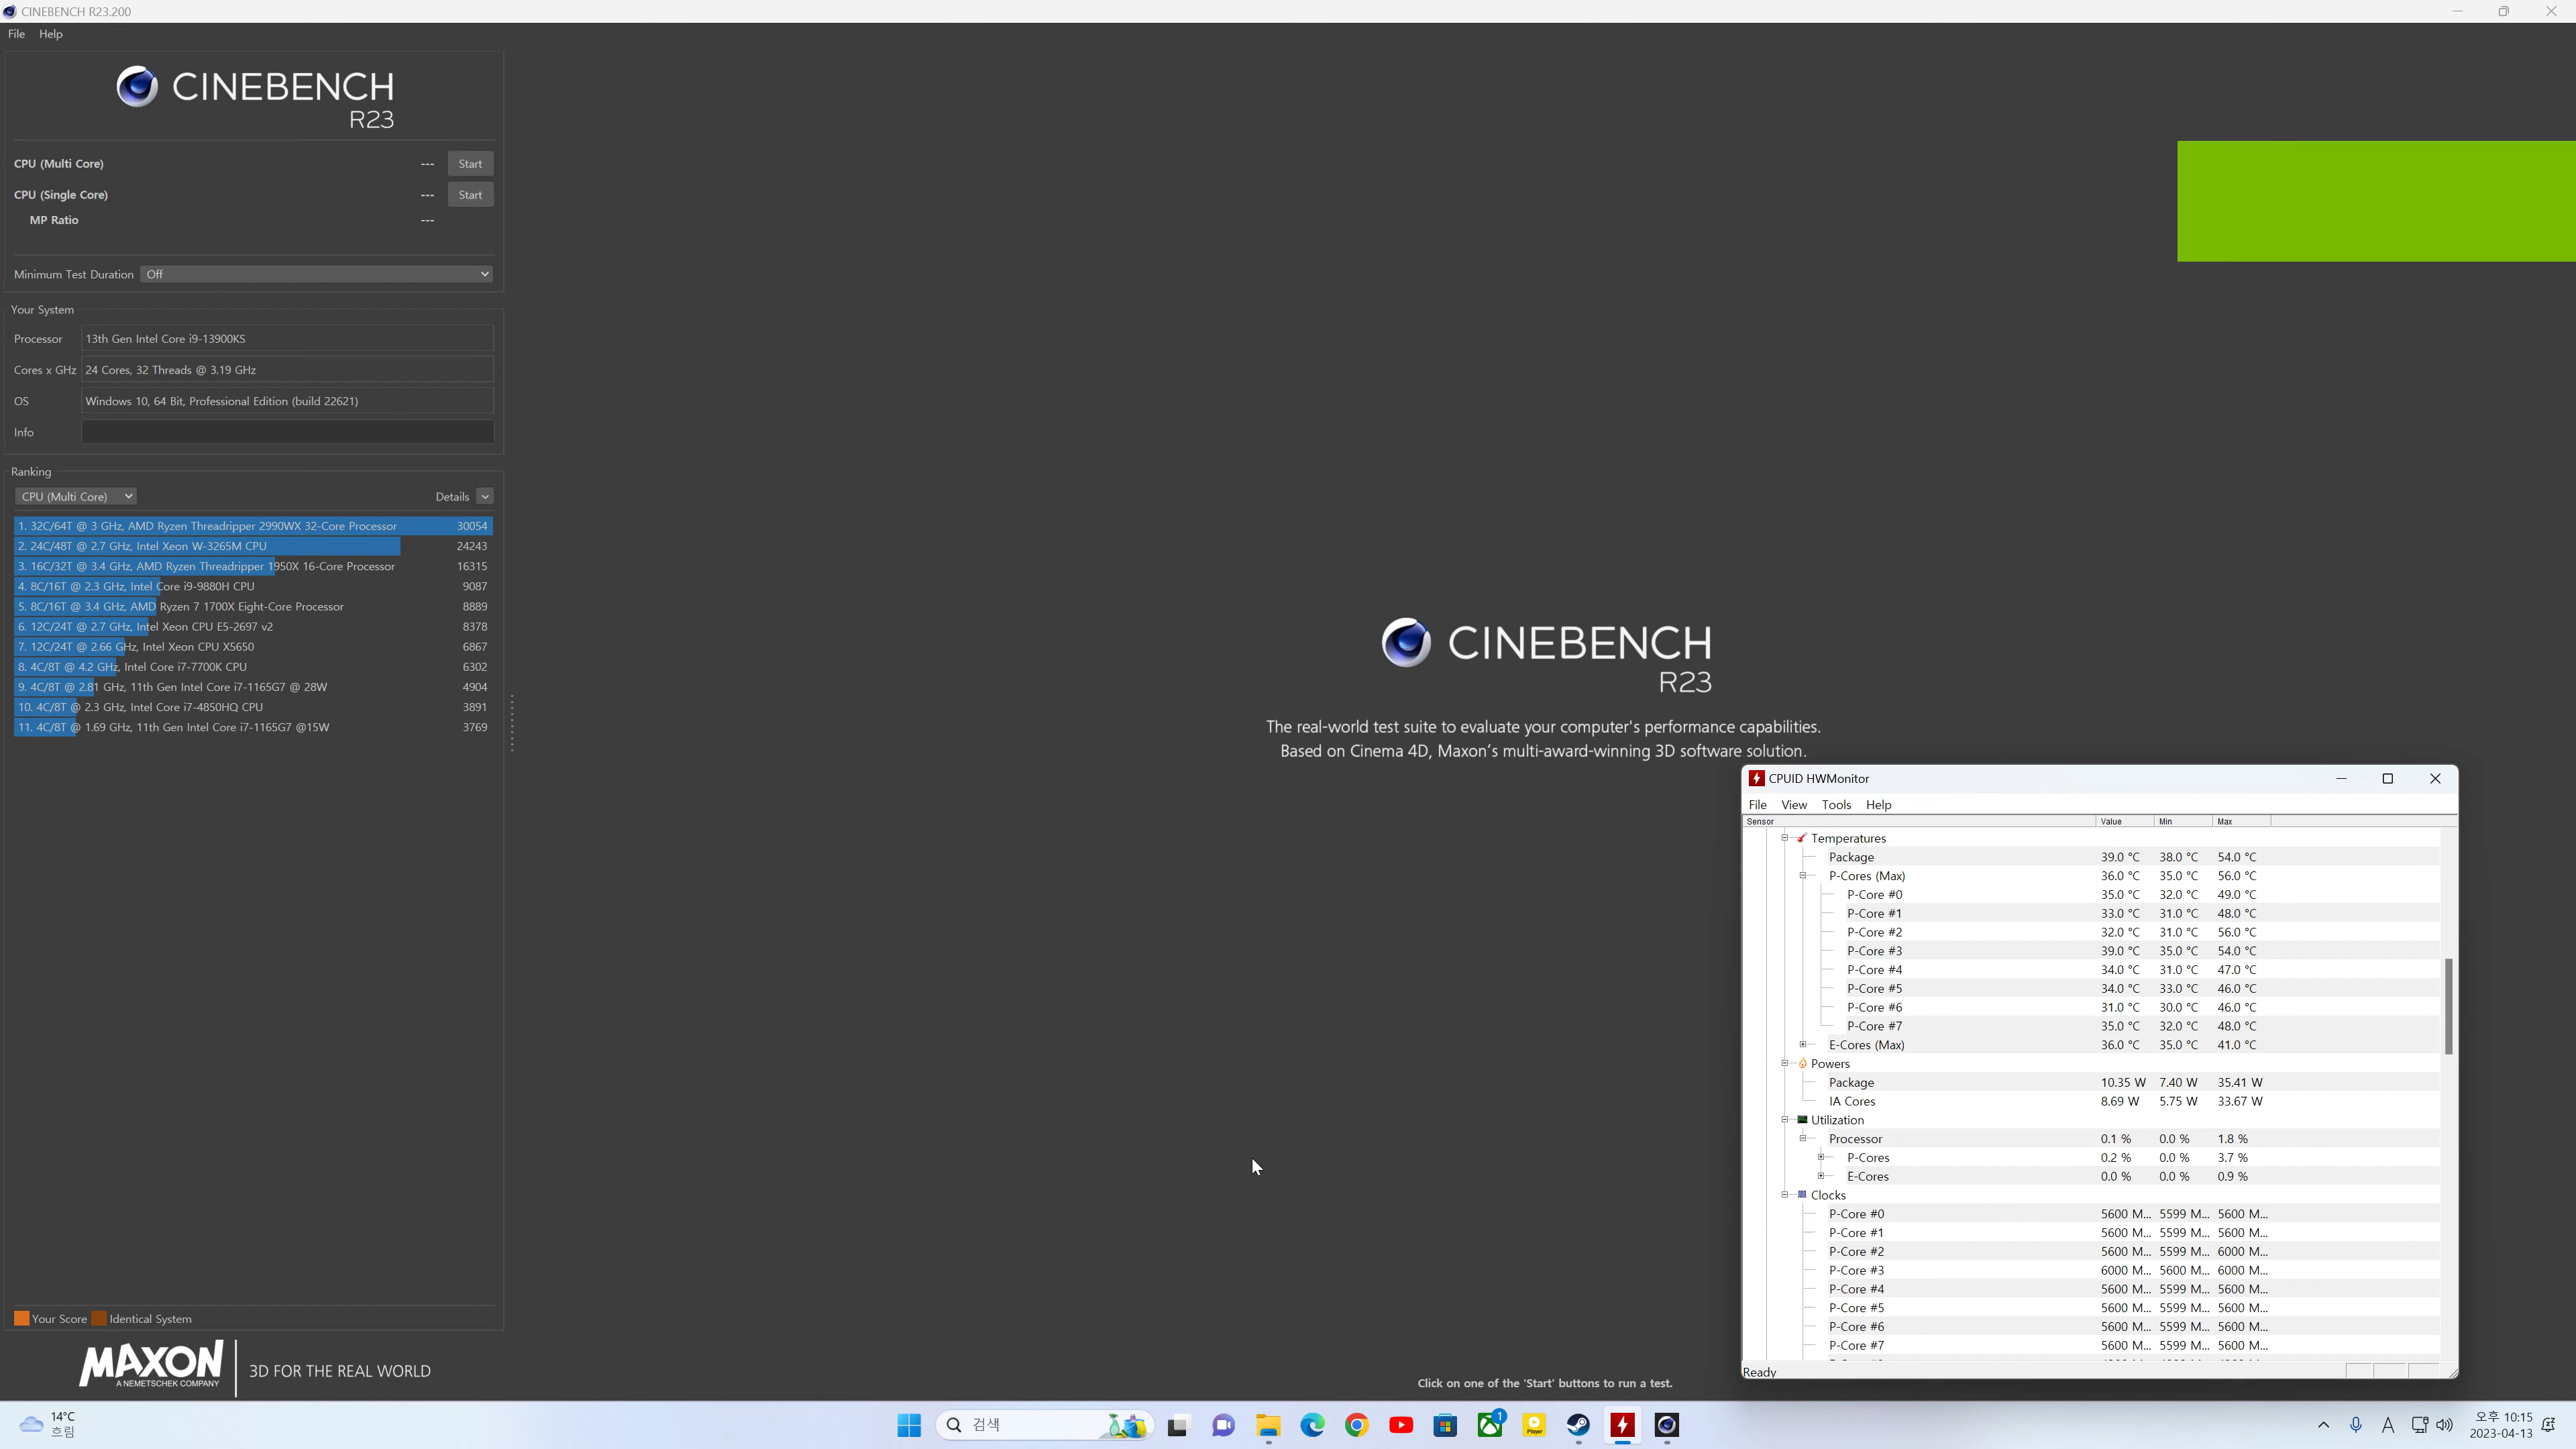 CINEBENCH R23.200
File Help
CINEBENCH
R23
CPU (Multi Core) --- Start
CPU (Single Core) --- Start
MP Ratio ---
Minimum Test Duration Off
Your System
Processor 13th Gen Intel Core i9-13900KS
Cores x GHz 24 Cores, 32 Threads @ 3.19 GHz
OS Windows 10, 64 Bit, Professional Edition (build 22621)
Info
Ranking
CPU (Multi Core) Details
1. 32C/64T @ 3 GHz, AMD Ryzen Threadripper 2990WX 32-Core Processor 30054
2. 24C/48T @ 2.7 GHz, Intel Xeon W-3265M CPU 24243
3. 16C/32T @ 3.4 GHz, AMD Ryzen Threadripper 1950X 16-Core Processor 16315
4. 8C/16T @ 2.3 GHz, Intel Core i9-9880H CPU 9087
5. 8C/16T @ 3.4 GHz, AMD Ryzen 7 1700X Eight-Core Processor 8889
6. 12C/24T @ 2.7 GHz, Intel Xeon CPU E5-2697 v2 8378
7. 12C/24T @ 2.66 GHz, Intel Xeon CPU X5650 6867
8. 4C/8T @ 4.2 GHz, Intel Core i7-7700K CPU 6302
9. 4C/8T @ 2.81 GHz, 11th Gen Intel Core i7-1165G7 @ 28W 4904
10. 4C/8T @ 2.3 GHz, Intel Core i7-4850HQ CPU 3891
11. 4C/8T @ 1.69 GHz, 11th Gen Intel Core i7-1165G7 @15W 3769
Your Score Identical System
MAXON
A NEMETSCHEK COMPANY
3D FOR THE REAL WORLD
CINEBENCH
R23
The real-world test suite to evaluate your computer's performance capabilities.
Based on Cinema 4D, Maxon's multi-award-winning 3D software solution.
Click on one of the 'Start' buttons to run a test.
CPUID HWMonitor
File View Tools Help
Sensor Value Min Max
Temperatures
Package 39.0 °C 38.0 °C 54.0 °C
P-Cores (Max) 36.0 °C 35.0 °C 56.0 °C
P-Core #0 35.0 °C 32.0 °C 49.0 °C
P-Core #1 33.0 °C 31.0 °C 48.0 °C
P-Core #2 32.0 °C 31.0 °C 56.0 °C
P-Core #3 39.0 °C 35.0 °C 54.0 °C
P-Core #4 34.0 °C 31.0 °C 47.0 °C
P-Core #5 34.0 °C 33.0 °C 46.0 °C
P-Core #6 31.0 °C 30.0 °C 46.0 °C
P-Core #7 35.0 °C 32.0 °C 48.0 °C
E-Cores (Max) 36.0 °C 35.0 °C 41.0 °C
Powers
Package 10.35 W 7.40 W 35.41 W
IA Cores 8.69 W 5.75 W 33.67 W
Utilization
Processor 0.1 % 0.0 % 1.8 %
P-Cores 0.2 % 0.0 % 3.7 %
E-Cores 0.0 % 0.0 % 0.9 %
Clocks
P-Core #0 5600 M... 5599 M... 5600 M...
P-Core #1 5600 M... 5599 M... 5600 M...
P-Core #2 5600 M... 5599 M... 6000 M...
P-Core #3 6000 M... 5600 M... 6000 M...
P-Core #4 5600 M... 5599 M... 5600 M...
P-Core #5 5600 M... 5599 M... 5600 M...
P-Core #6 5600 M... 5599 M... 5600 M...
P-Core #7 5600 M... 5599 M... 5600 M...
Ready
14°C
흐림
검색
1
Player
A
오후 10:15
2023-04-13